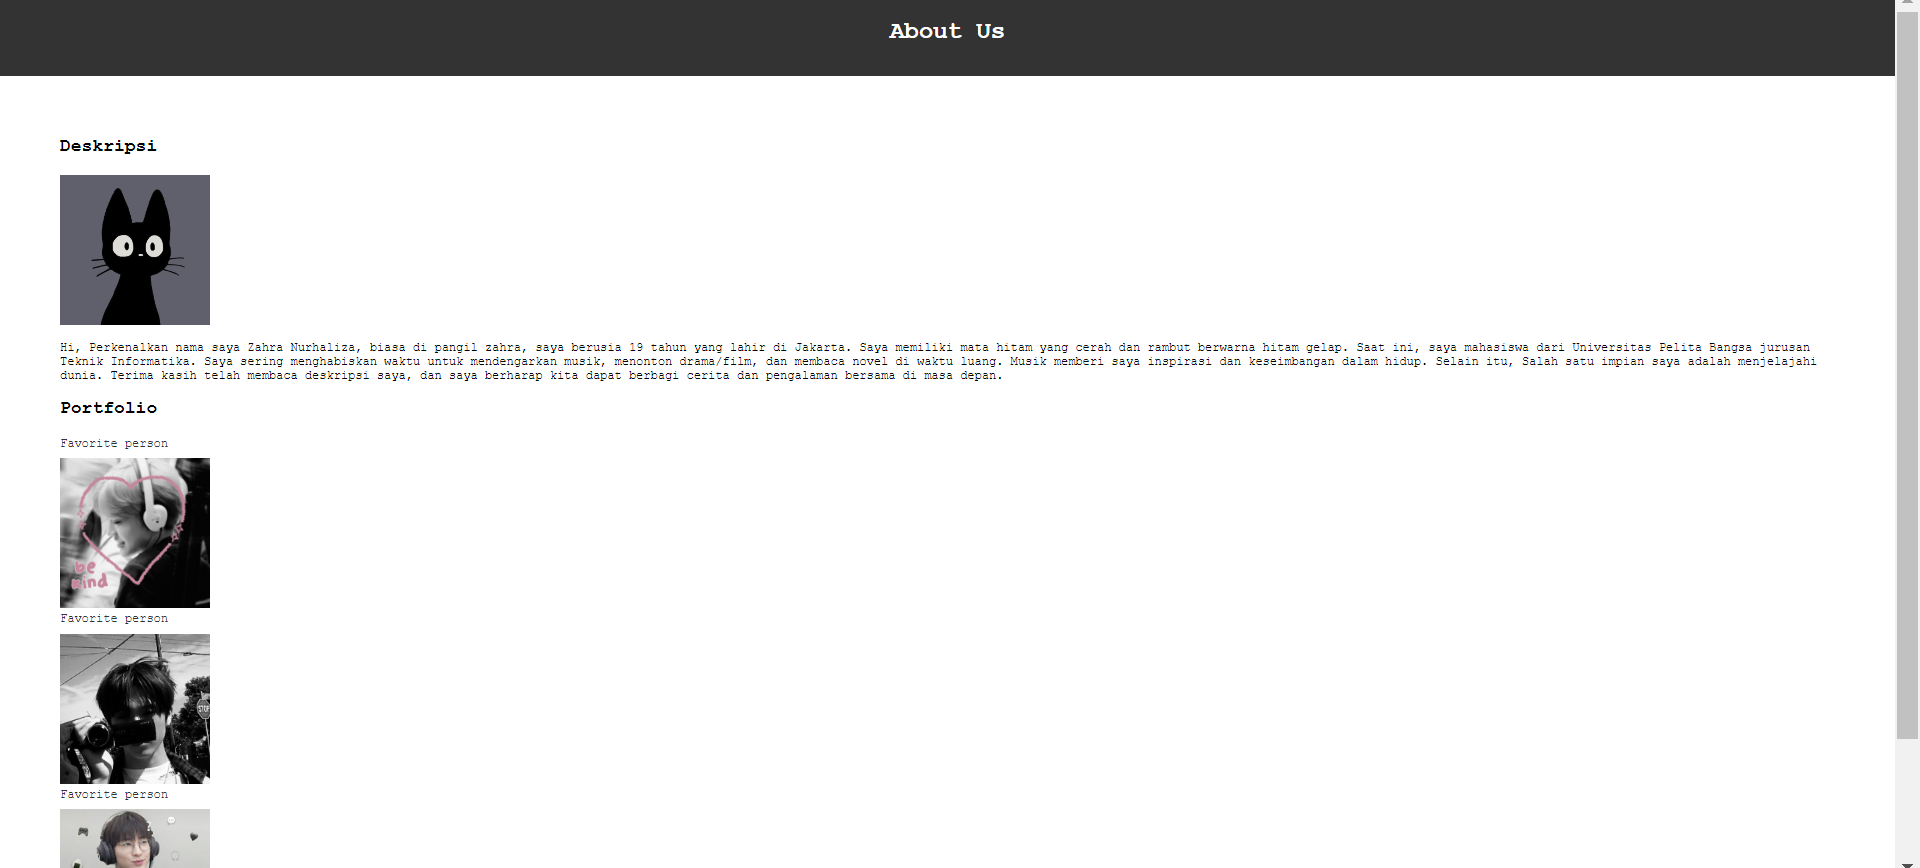 About Us
Deskripsi
Hi, Perkenalkan nama saya Zahra Nurhaliza, biasa di pangil zahra, saya berusia 19 tahun yang lahir di Jakarta. Saya memiliki mata hitam yang cerah dan rambut berwarna hitam gelap. Saat ini, saya mahasiswa dari Universitas Pelita Bangsa jurusan
Teknik Informatika. Saya sering menghabiskan waktu untuk mendengarkan musik, menonton drama/film, dan membaca novel di waktu luang. Musik memberi saya inspirasi dan keseimbangan dalam hidup. Selain itu, Salah satu impian saya adalah menjelajahi
dunia. Terima kasih telah membaca deskripsi saya, dan saya berharap kita dapat berbagi cerita dan pengalaman bersama di masa depan.
Portfolio
Favorite person
be
kind
Favorite person
STOP
Favorite person